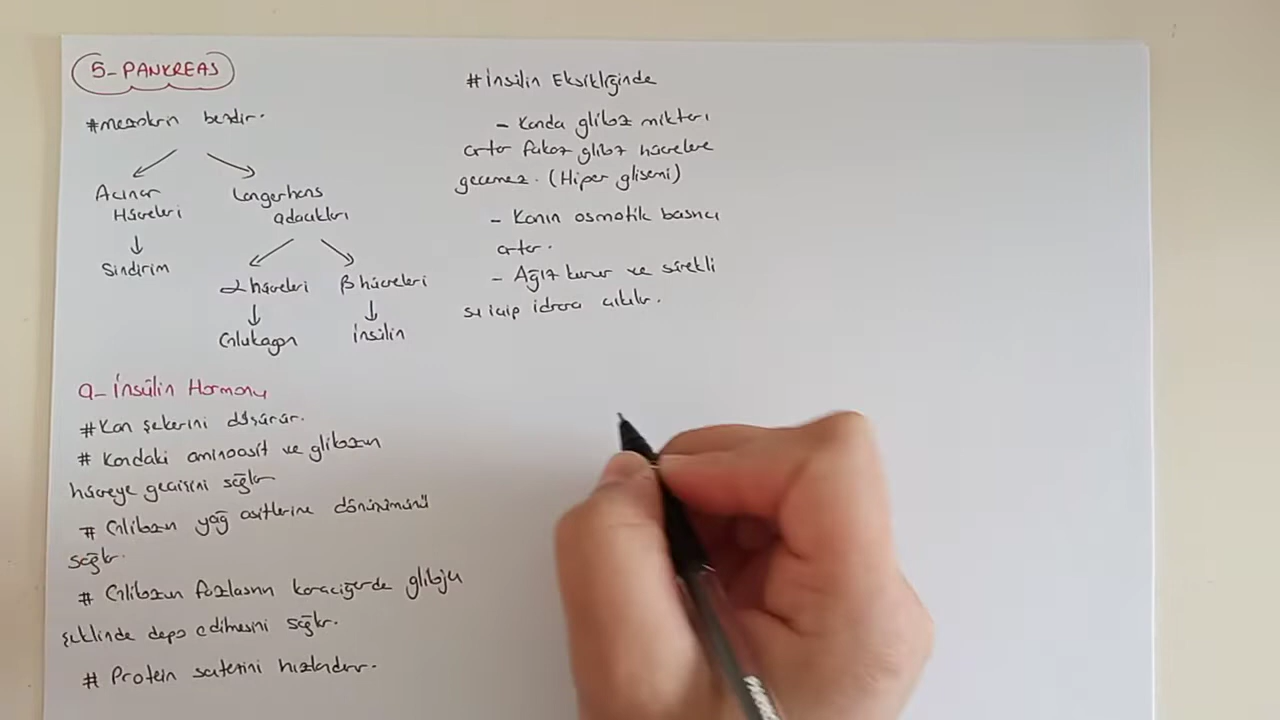 5- PANKREAS
#mezokrin bezdir.
Acınar
Hücreleri
Langerhans
adacıkları
Sindirim
α hücreleri
β hücreleri
Glukagon
İnsülin
a- İnsülin Hormonu
#Kan şekerini düşürür.
# Kandaki aminoasit ve glikozun
hücreye geçişini sağlar
# Glikozun yağ asitlerine dönüşümünü
sağlar.
# Glikozun fazlasının karaciğerde glikojen
şeklinde depo edilmesini sağlar.
# Protein sentezini hızlandırır.
#İnsülin Eksikliğinde
- Kanda glikoz miktarı
artar fakat glikoz hücrelere
geçemez. (Hiper glisemi)
- Kanın osmotik basıncı
artar.
- Ağız kurur ve sürekli
su içip idrara çıkılır.